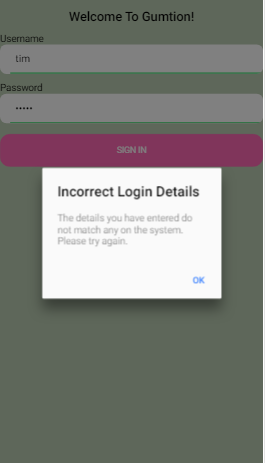 Welcome To Gumtion!
Username
tim
Password
•••••
SIGN IN
Incorrect Login Details
The details you have entered do
not match any on the system.
Please try again.
OK